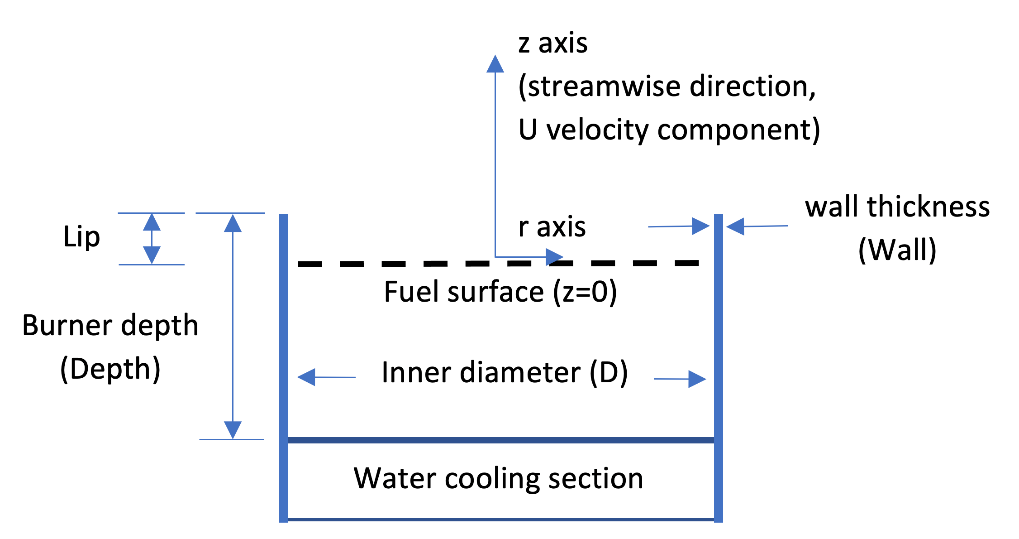 z axis
(streamwise direction,
U velocity component)
wall thickness
(Wall)
r axis
Lip
Fuel surface (z=0)
Burner depth
(Depth)
Inner diameter (D)
Water cooling section